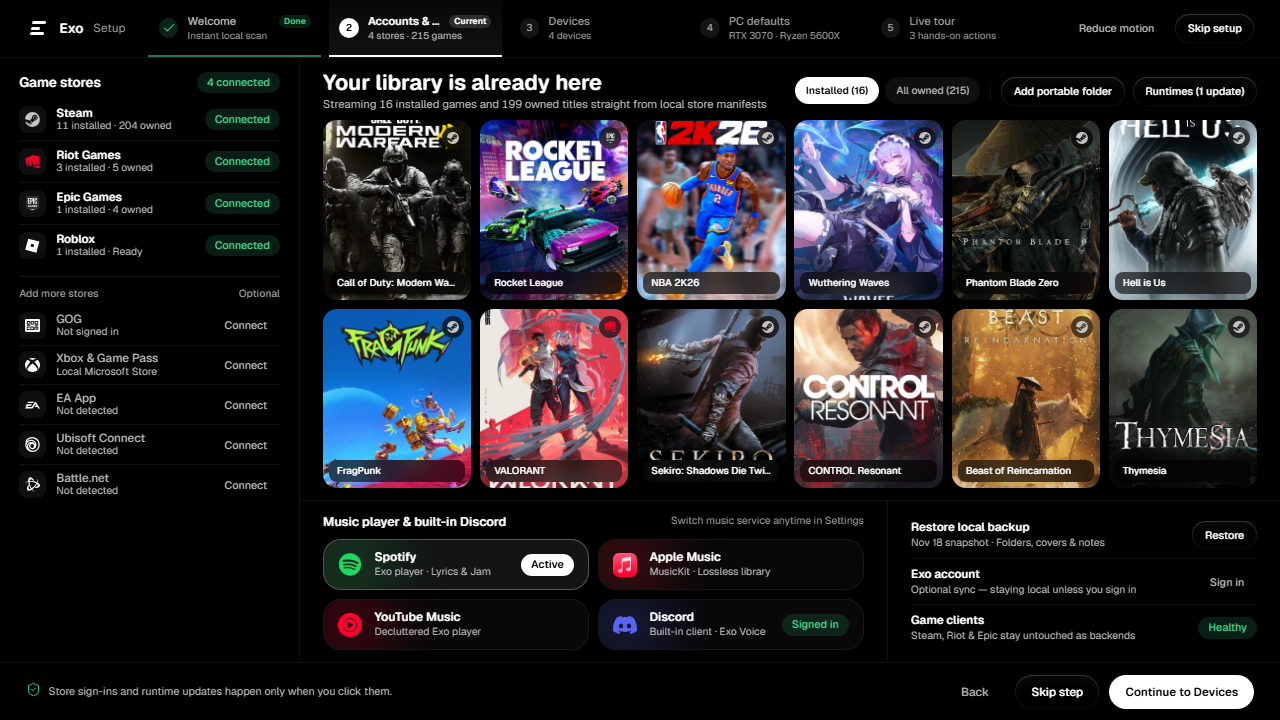 Exo Setup
Welcome Done
Instant local scan
2 Accounts & ... Current
4 stores · 215 games
3 Devices
4 devices
4 PC defaults
RTX 3070 · Ryzen 5600X
5 Live tour
3 hands-on actions
Reduce motion
Skip setup
Game stores 4 connected
Steam
11 installed · 204 owned
Connected
Riot Games
3 installed · 5 owned
Connected
Epic Games
1 installed · 4 owned
Connected
Roblox
1 installed · Ready
Connected
Add more stores Optional
GOG
Not signed in
Connect
Xbox & Game Pass
Local Microsoft Store
Connect
EA App
Not detected
Connect
Ubisoft Connect
Not detected
Connect
Battle.net
Not detected
Connect
Your library is already here
Streaming 16 installed games and 199 owned titles straight from local store manifests
Installed (16)
All owned (215)
Add portable folder
Runtimes (1 update)
CALL OF DUTY:
MODERN
WARFARE
Call of Duty: Modern Wa...
ROCKET
LEAGUE
EPIC
Rocket League
NBA
2K26
THUNDER
2
NBA 2K26
WAVES
Wuthering Waves
PHANTOM BLADE 0
Phantom Blade Zero
HELL IS US
Hell is Us
FRAGPUNK
FragPunk
VALORANT
VALORANT
SEKIRO
Sekiro: Shadows Die Twi...
CONTROL
RESONANT
CONTROL Resonant
BEAST
REINCARNATION
Beast of Reincarnation
THYMESIA
Thymesia
Music player & built-in Discord
Switch music service anytime in Settings
Spotify
Exo player · Lyrics & Jam
Active
Apple Music
MusicKit · Lossless library
YouTube Music
Decluttered Exo player
Discord
Built-in client · Exo Voice
Signed in
Restore local backup
Nov 18 snapshot · Folders, covers & notes
Restore
Exo account
Optional sync — staying local unless you sign in
Sign in
Game clients
Steam, Riot & Epic stay untouched as backends
Healthy
Store sign-ins and runtime updates happen only when you click them.
Back
Skip step
Continue to Devices